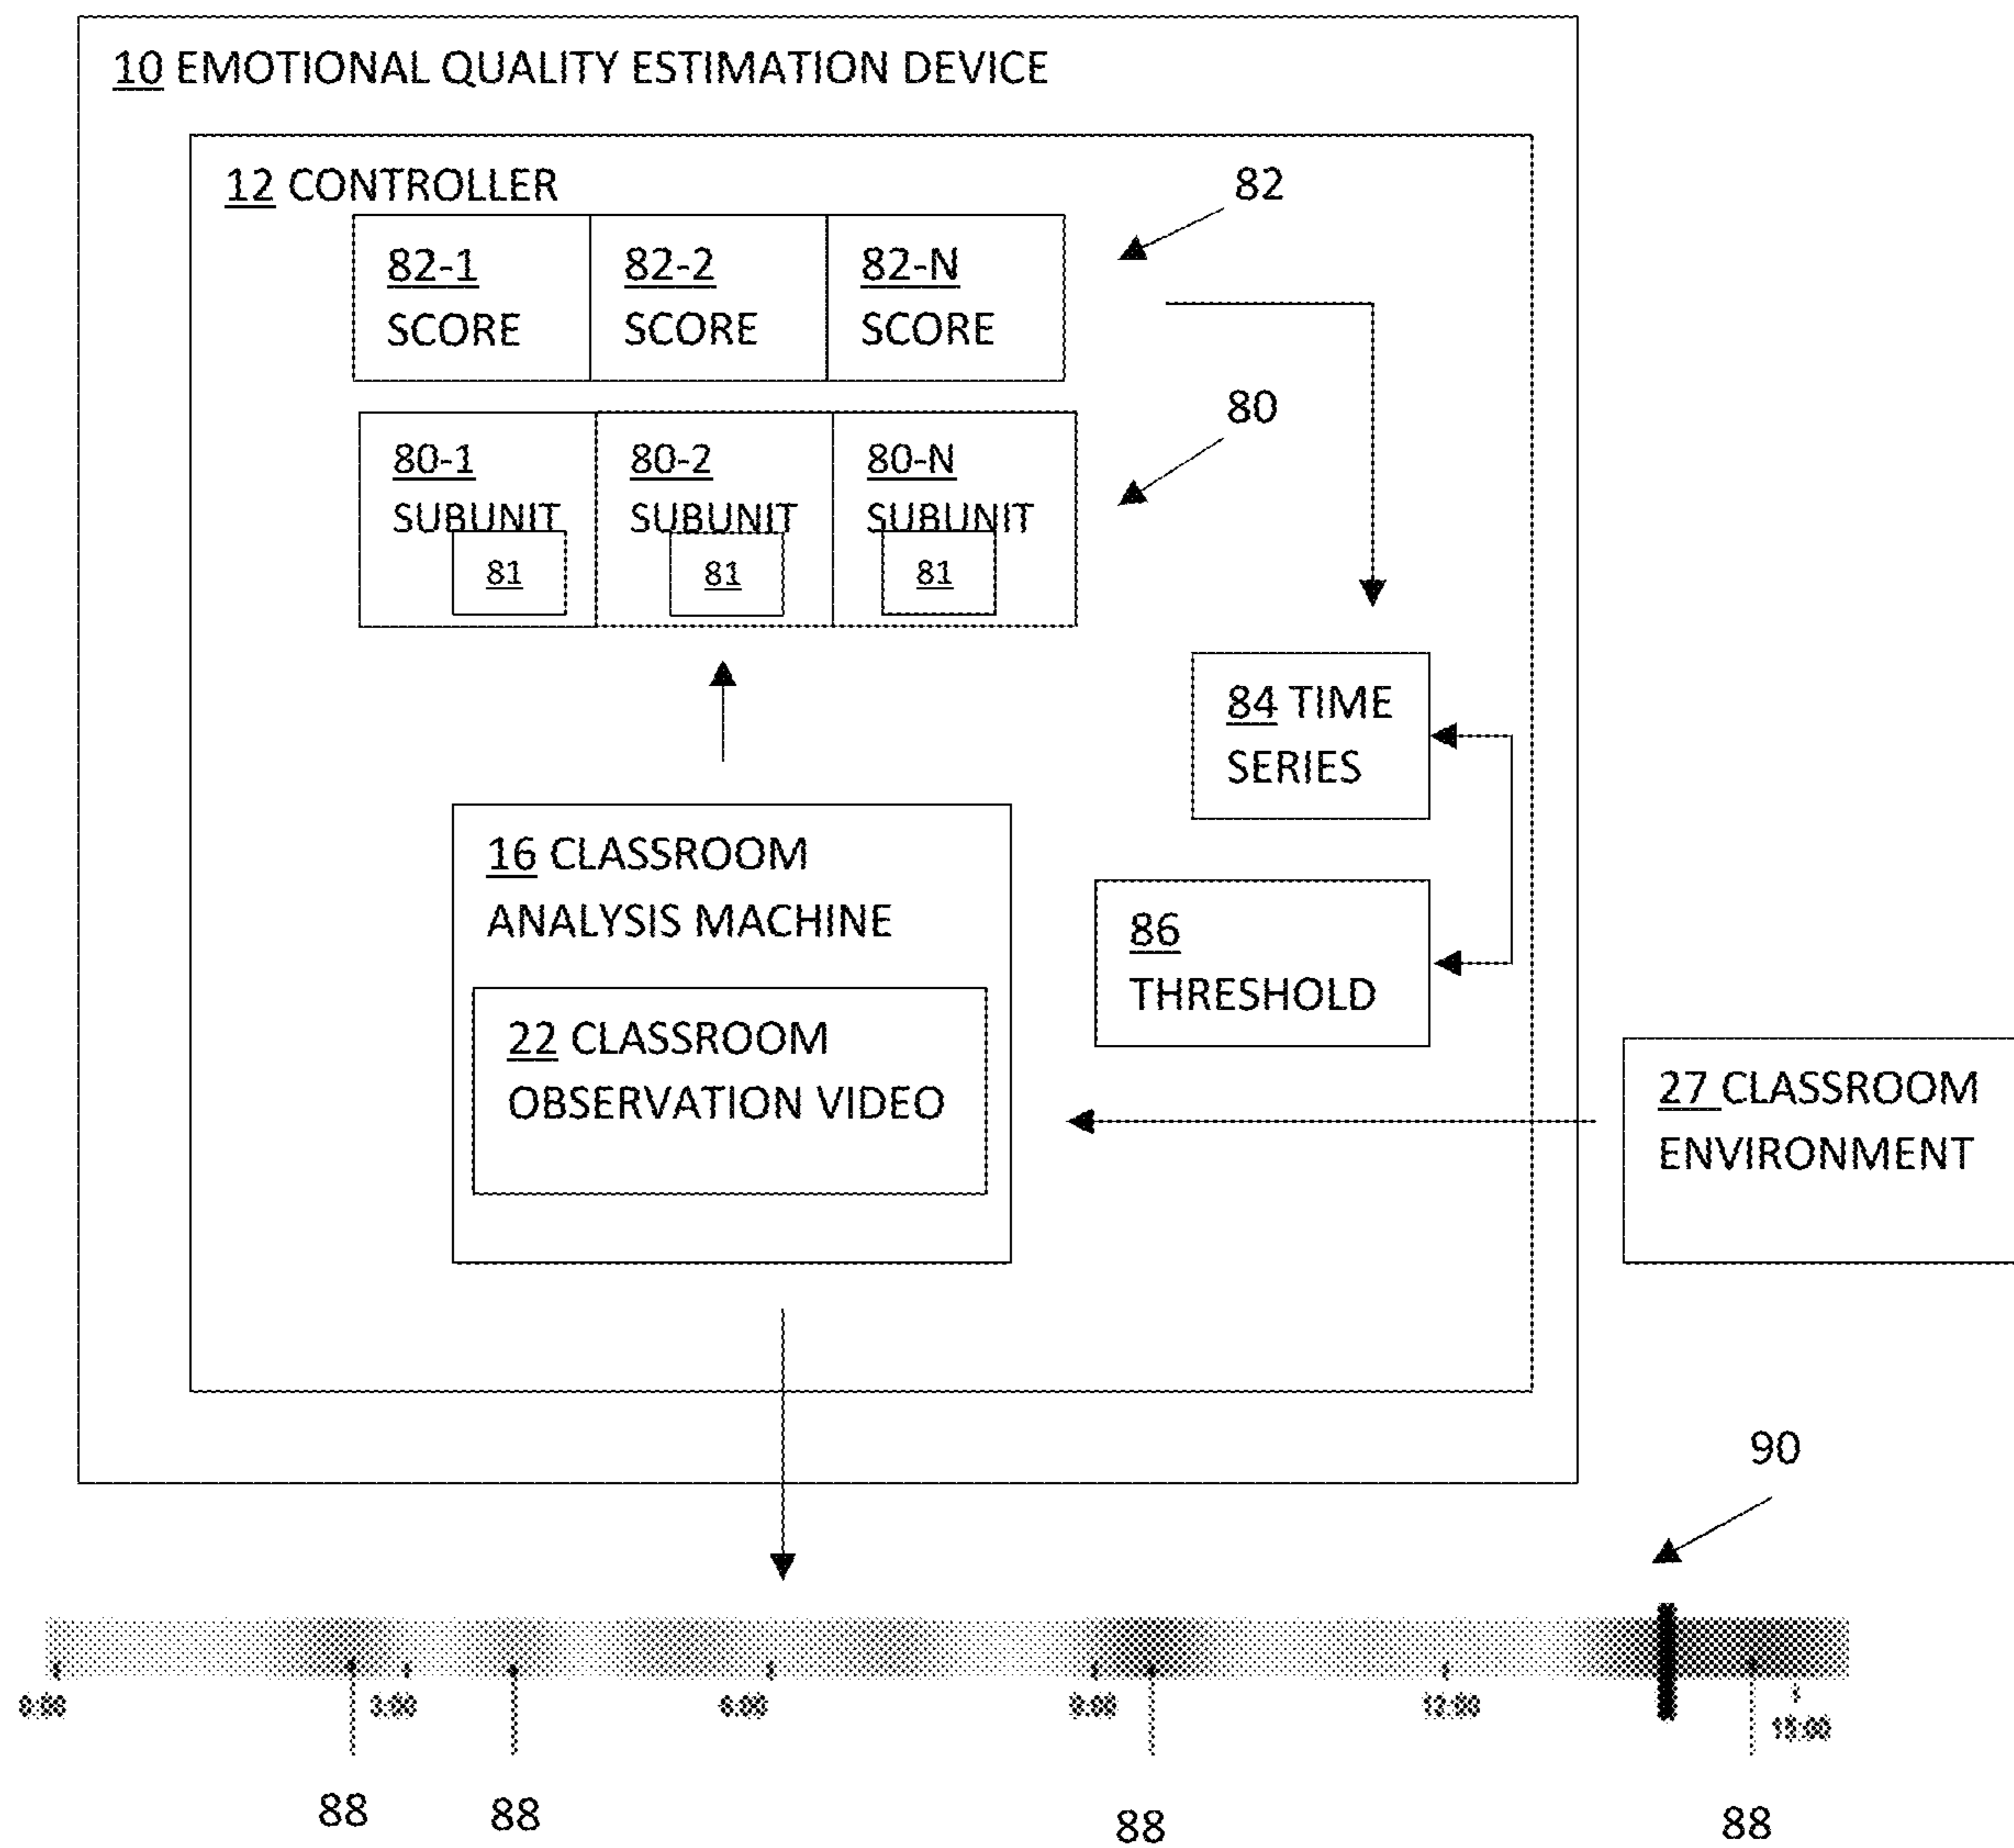 10 EMOTIONAL QUALITY ESTIMATION DEVICE
12 CONTROLLER
82
82-1
SCORE
82-2
SCORE
82-N
SCORE
80
80-1
SUBUNIT
81
80-2
SUBUNIT
81
80-N
SUBUNIT
81
84 TIME
SERIES
16 CLASSROOM
ANALYSIS MACHINE
86
THRESHOLD
22 CLASSROOM
OBSERVATION VIDEO
27 CLASSROOM
ENVIRONMENT
90
0:00
3:00
6:00
9:00
12:00
15:00
88
88
88
88